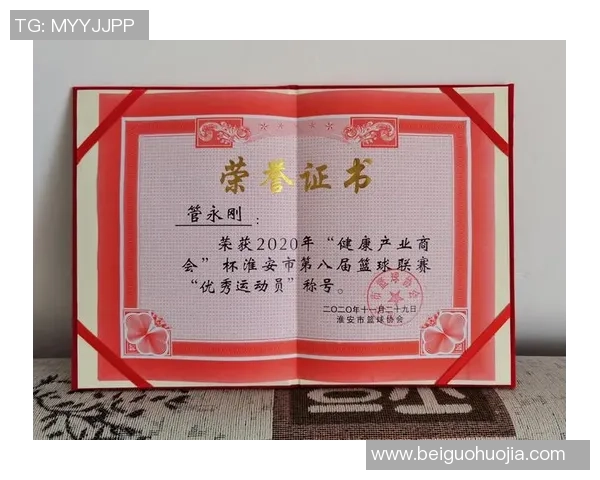 TG: MYYJJPP
荣誉证书
管永刚：
荣获2020年“健康产业商
会”杯淮安市第八届篮球联赛
“优秀运动员”称号。
二〇二〇年十一月二十九日
淮安市篮球协会
www.beiguohuojia.com